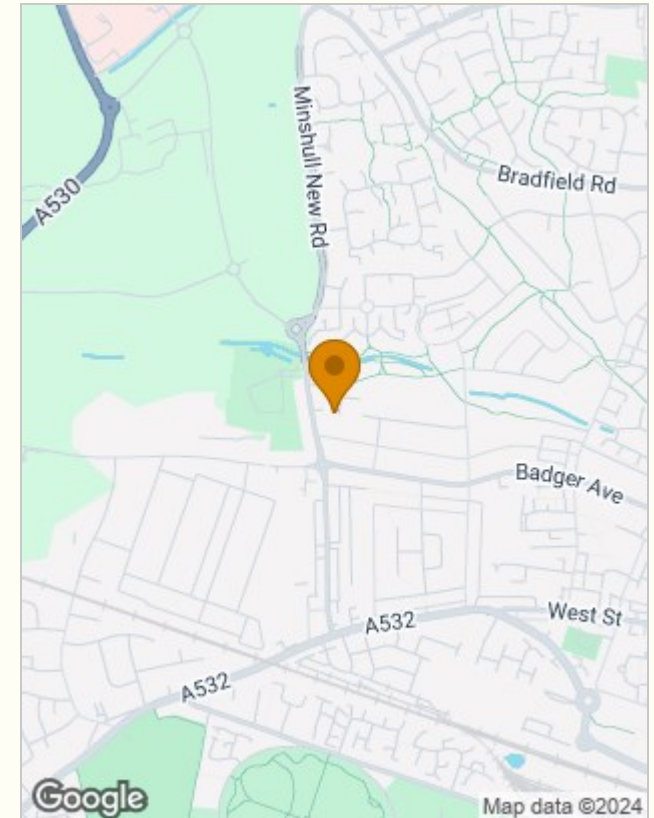 Minshull New Rd
Bradfield Rd
A530
Badger Ave
West St
A532
A532
Google
Map data ©2024